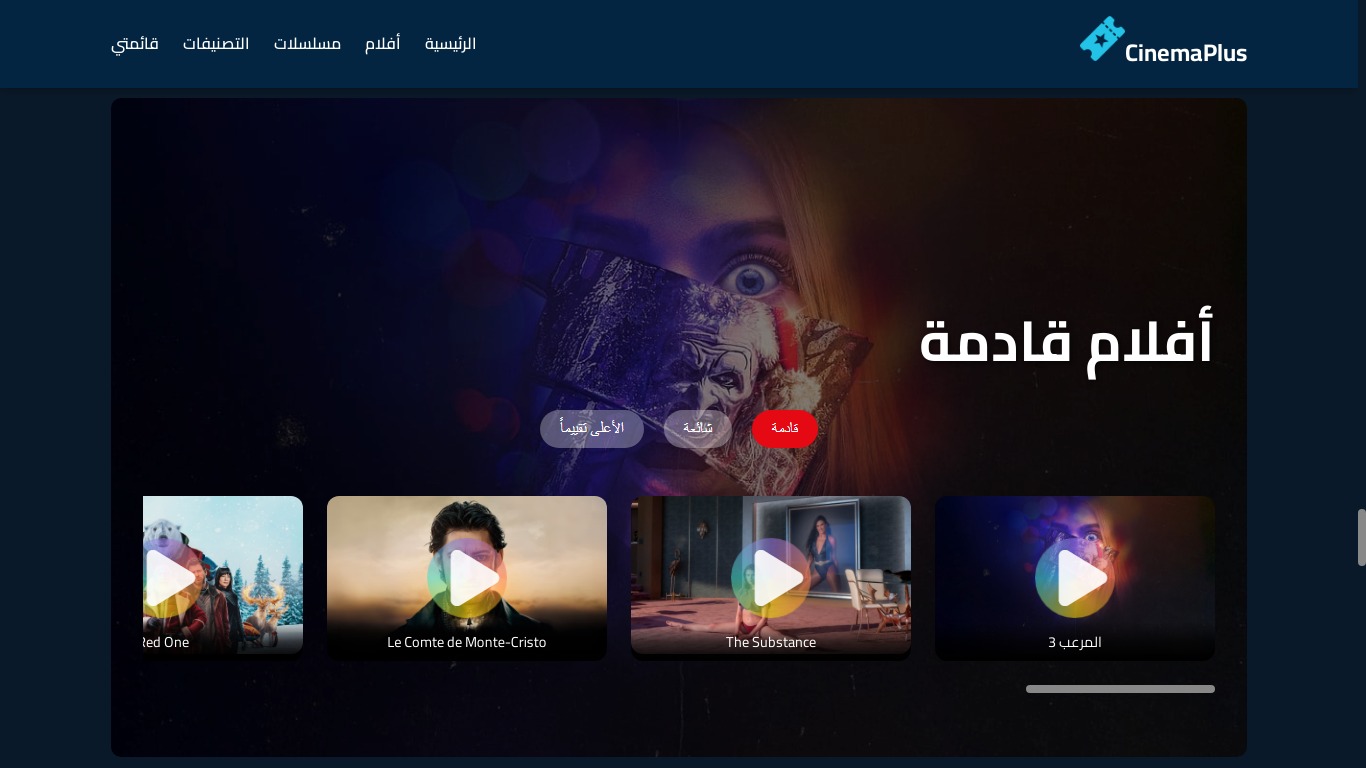 CinemaPlus
الرئيسية
أفلام
مسلسلات
التصنيفات
قائمتي
أفلام قادمة
قادمة
شائعة
الأعلى تقييماً
المرعب 3
The Substance
Le Comte de Monte-Cristo
Red One